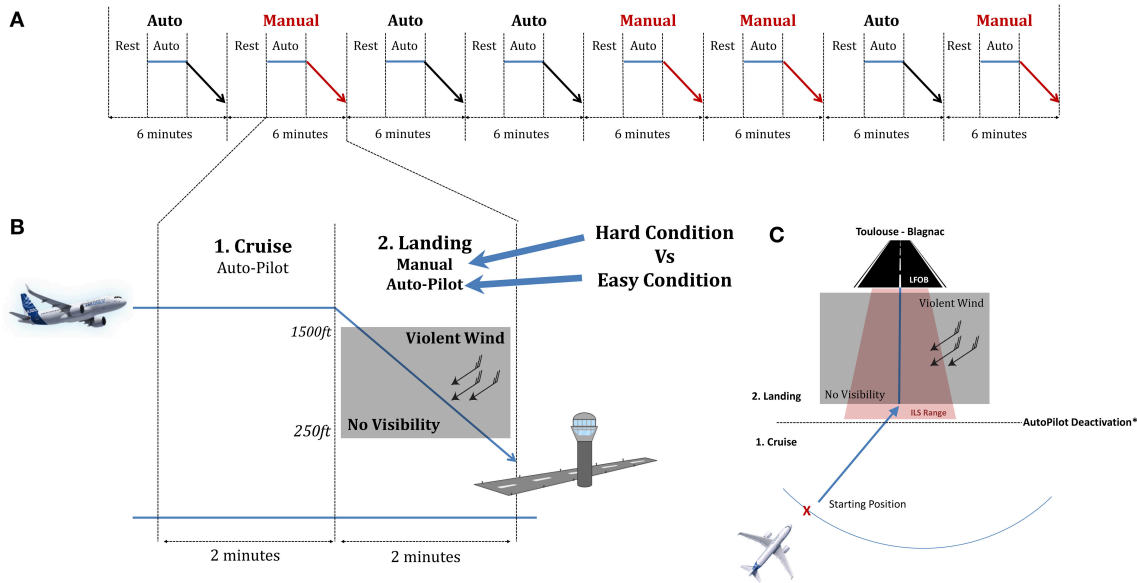 A
Auto Manual Auto Auto Manual Manual Auto Manual
Rest Auto Rest Auto Rest Auto Rest Auto Rest Auto Rest Auto Rest Auto Rest Auto
6 minutes 6 minutes 6 minutes 6 minutes 6 minutes 6 minutes 6 minutes 6 minutes
B
1. Cruise
Auto-Pilot
2. Landing
Manual
Auto-Pilot
Hard Condition
Vs
Easy Condition
1500ft
Violent Wind
No Visibility
250ft
2 minutes 2 minutes
C
Toulouse - Blagnac
LFOB
Violent Wind
No Visibility
2. Landing
ILS Range
AutoPilot Deactivation*
1. Cruise
X
Starting Position